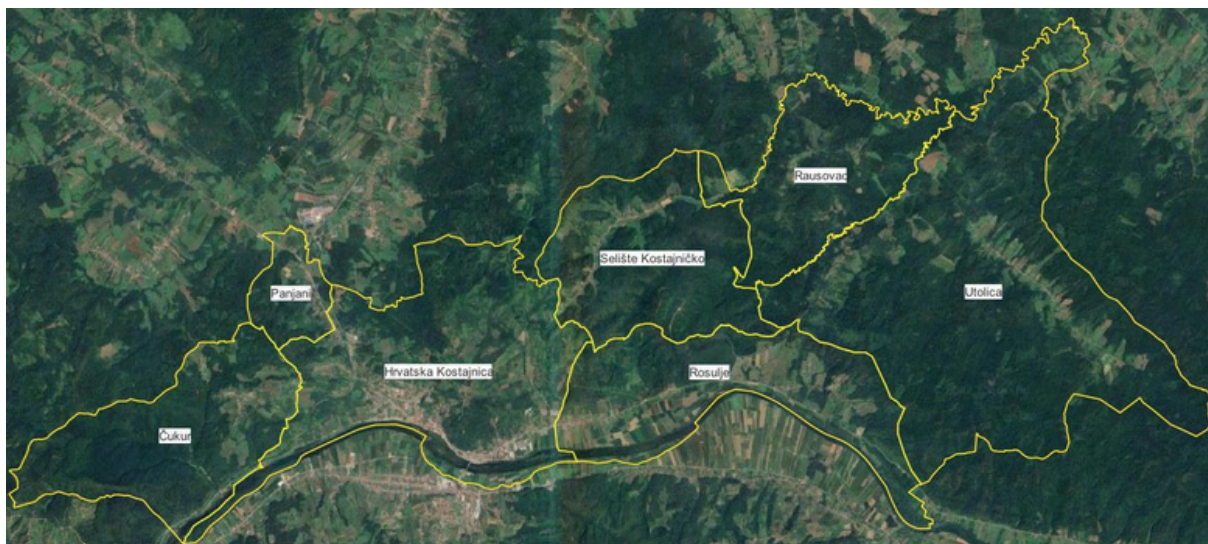 Rausovac
Selište Kostajničko
Panjani
Utolica
Hrvatska Kostajnica
Rosulje
Čukur